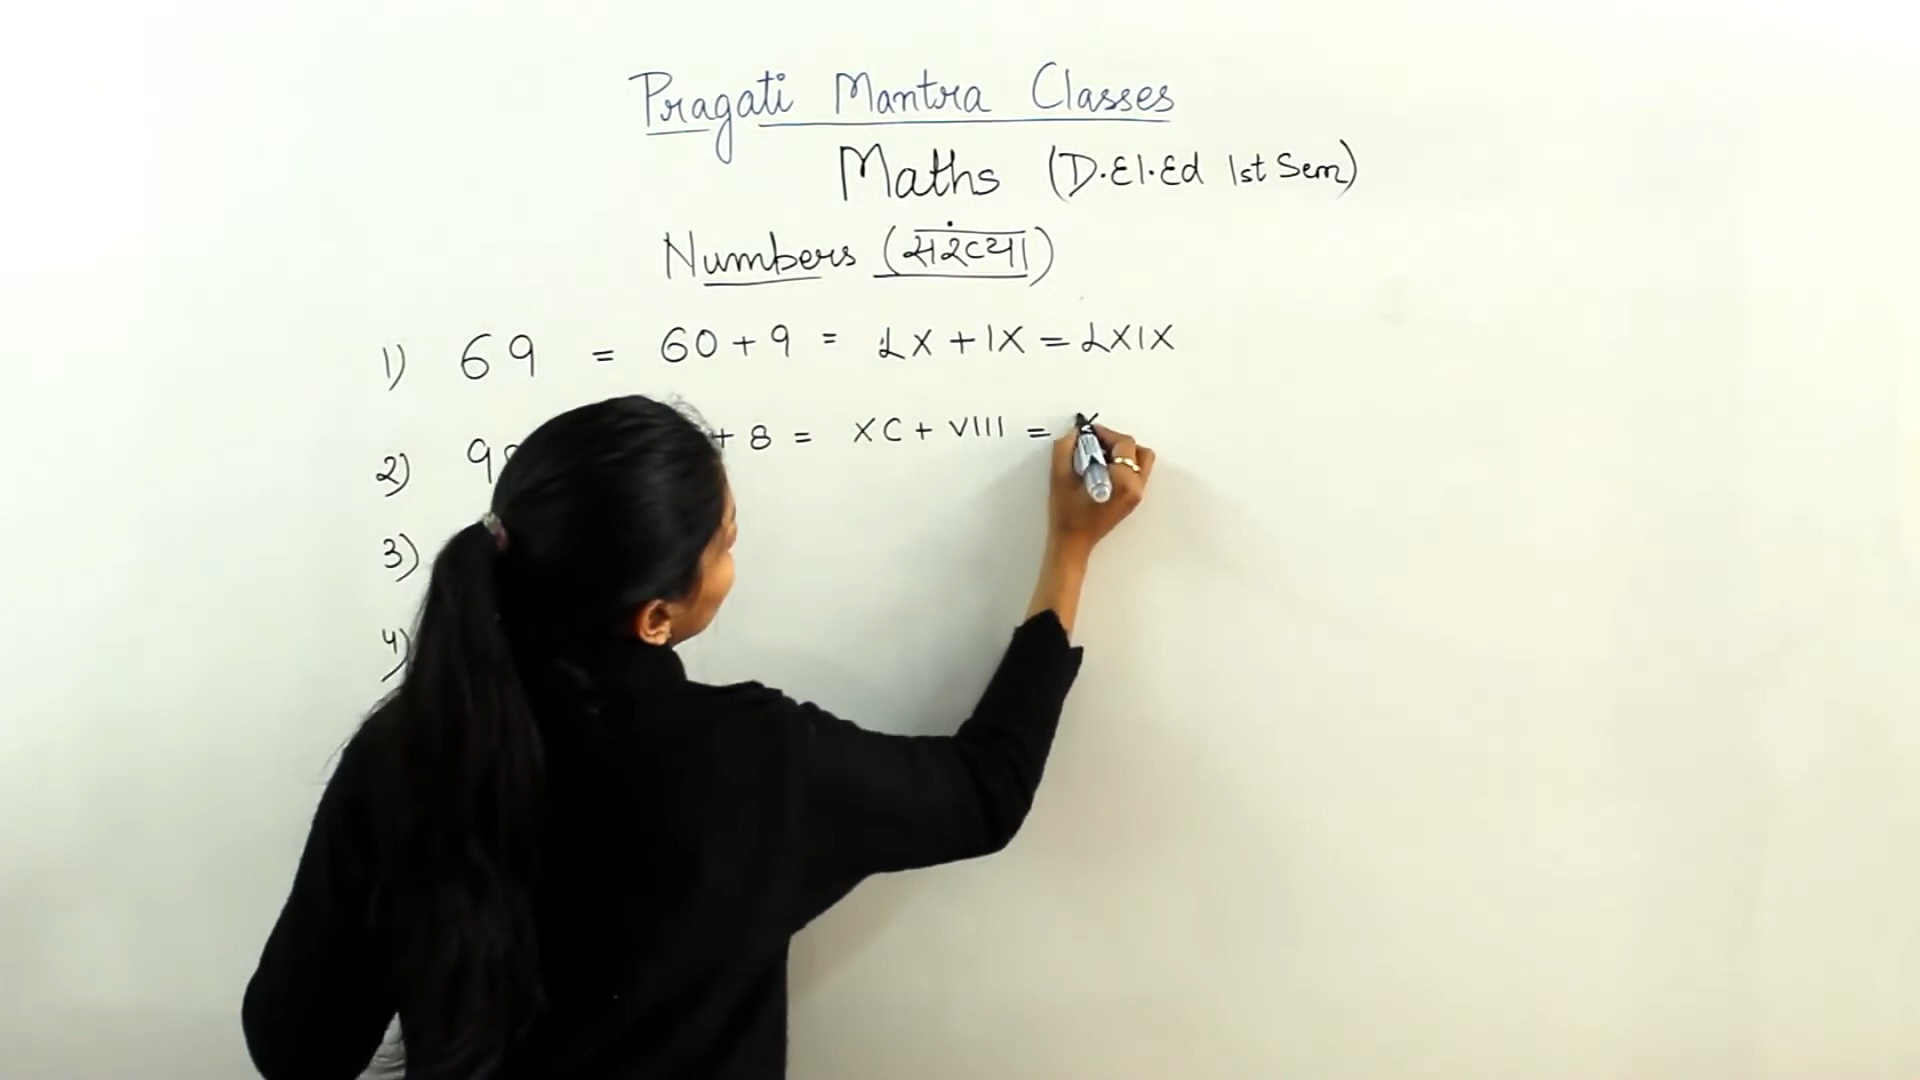 Pragati Mantra Classes
Maths (D.El.Ed 1st Sem)
Numbers (संख्या)
1) 69 = 60 + 9 = LX + IX = LXIX
2) 9 + 8 = XC + VIII = X
3)
4)